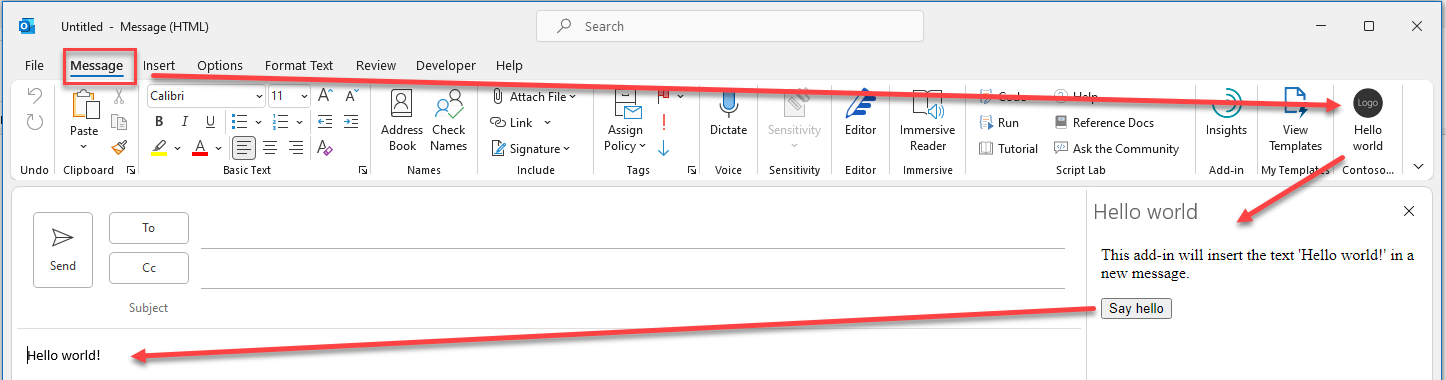 Untitled - Message (HTML)
Search
File Message Insert Options Format Text Review Developer Help
Paste
Calibri 11
B I U
Address Book
Check Names
Attach File
Link
Signature
Assign Policy
Dictate
Sensitivity
Editor
Immersive Reader
Code
Run
Tutorial
Help
Reference Docs
Ask the Community
Insights
View Templates
Logo
Hello world
Undo Clipboard Basic Text Names Include Tags Voice Sensitivity Editor Immersive Script Lab Add-in My Templates Contoso...
Send
To
Cc
Subject
Hello world!
Hello world
This add-in will insert the text 'Hello world!' in a
new message.
Say hello